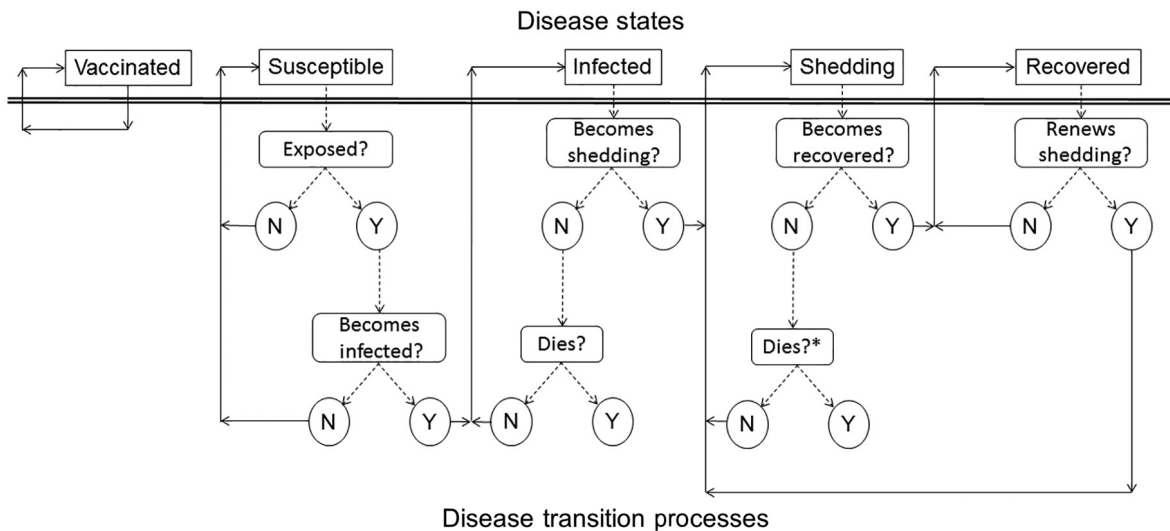 Disease states
Vaccinated
Susceptible
Infected
Shedding
Recovered
Exposed?
Becomes
shedding?
Becomes
recovered?
Renews
shedding?
N
Y
N
Y
N
Y
N
Y
Becomes
infected?
Dies?
Dies?*
N
Y
N
Y
N
Y
Disease transition processes